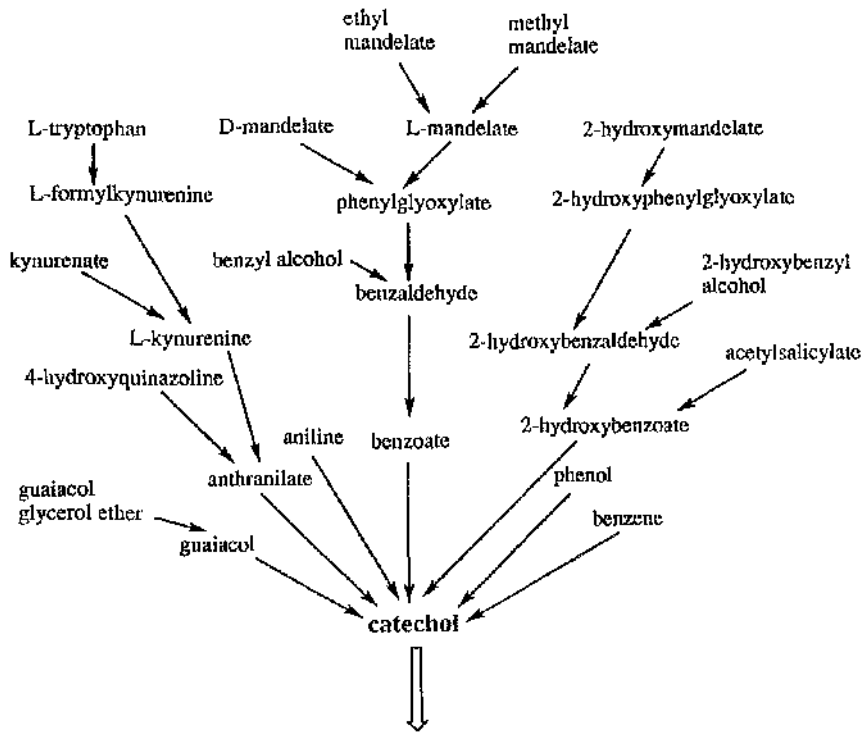 ethyl
mandelate
methyl
mandelate
L-tryptophan
D-mandelate
L-mandelate
2-hydroxymandelate
L-formylkynurenine
phenylglyoxylate
2-hydroxyphenylglyoxylate
kynurenate
benzyl alcohol
benzaldehyde
2-hydroxybenzyl
alcohol
L-kynurenine
2-hydroxybenzaldehyde
acetylsalicylate
4-hydroxyquinazoline
2-hydroxybenzoate
aniline
benzoate
anthranilate
phenol
guaiacol
glycerol ether
benzene
guaiacol
catechol